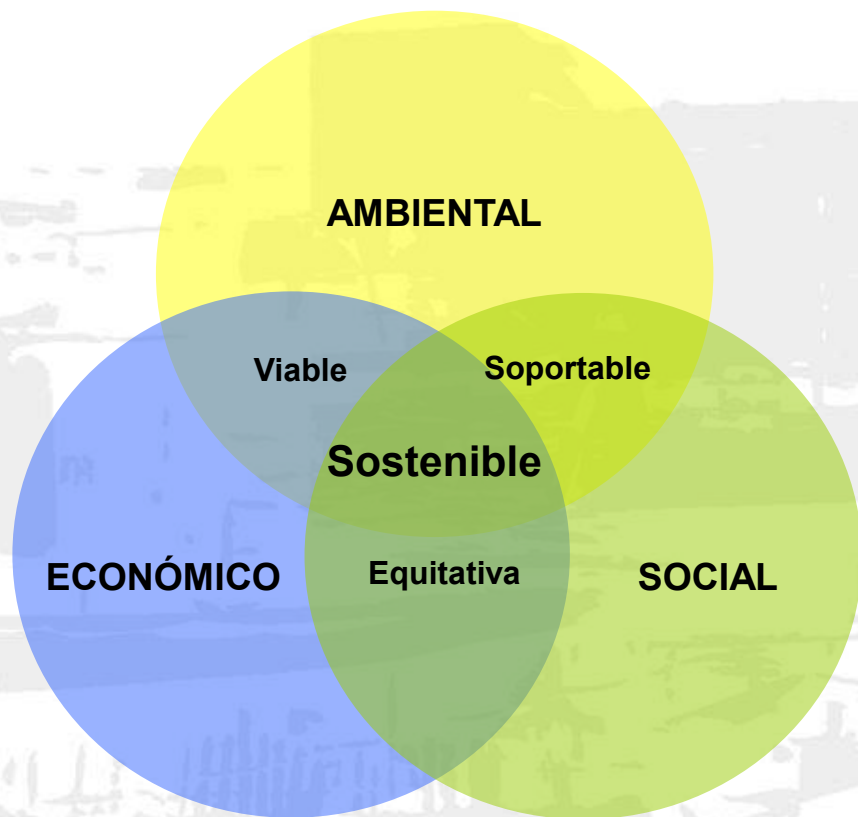 AMBIENTAL
Viable
Soportable
Sostenible
ECONÓMICO
Equitativa
SOCIAL